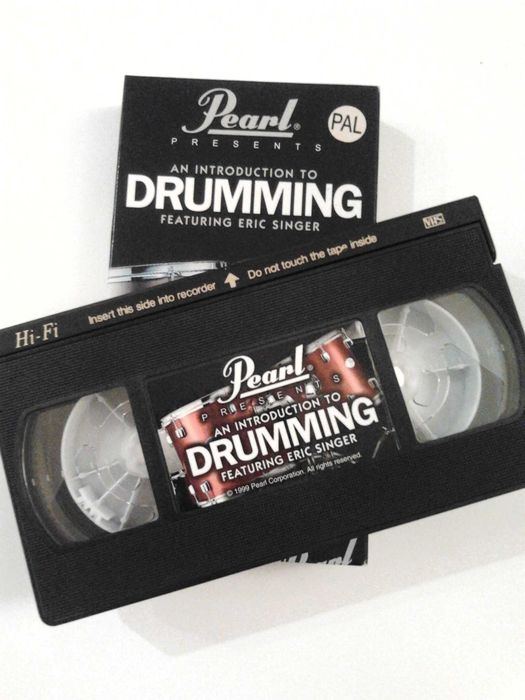 Pearl®
PRESENTS
PAL
AN INTRODUCTION TO
DRUMMING
FEATURING ERIC SINGER
VHS
Hi-Fi
Insert this side into recorder ↑ Do not touch the tape inside
Pearl®
PRESENTS
AN INTRODUCTION TO
DRUMMING
FEATURING ERIC SINGER
© 1999 Pearl Corporation. All rights reserved.
Pearl